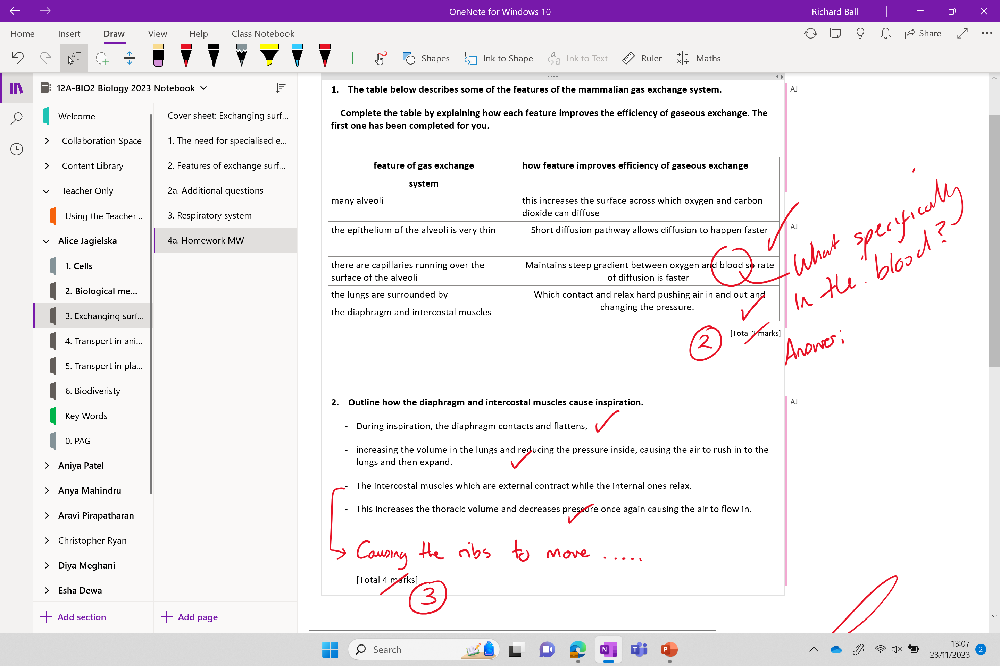 OneNote for Windows 10
Richard Ball
Home Insert Draw View Help Class Notebook
Share
Shapes Ink to Shape Ink to Text Ruler Maths
12A-BIO2 Biology 2023 Notebook
Welcome
_Collaboration Space
_Content Library
_Teacher Only
Using the Teacher...
Alice Jagielska
1. Cells
2. Biological me...
3. Exchanging surf...
4. Transport in ani...
5. Transport in pla...
6. Biodiveristy
Key Words
0. PAG
Aniya Patel
Anya Mahindru
Aravi Pirapatharan
Christopher Ryan
Diya Meghani
Esha Dewa
Add section
Cover sheet: Exchanging surf...
1. The need for specialised e...
2. Features of exchange surf...
2a. Additional questions
3. Respiratory system
4a. Homework MW
Add page
1. The table below describes some of the features of the mammalian gas exchange system.
AJ
Complete the table by explaining how each feature improves the efficiency of gaseous exchange. The
first one has been completed for you.
feature of gas exchange
system
how feature improves efficiency of gaseous exchange
many alveoli
this increases the surface across which oxygen and carbon
dioxide can diffuse
the epithelium of the alveoli is very thin
Short diffusion pathway allows diffusion to happen faster
AJ
there are capillaries running over the
surface of the alveoli
Maintains steep gradient between oxygen and blood so rate
of diffusion is faster
What specifically
in the blood?
the lungs are surrounded by
the diaphragm and intercostal muscles
Which contact and relax hard pushing air in and out and
changing the pressure.
[Total 3 marks]
2
Answer:
2. Outline how the diaphragm and intercostal muscles cause inspiration.
AJ
- During inspiration, the diaphragm contacts and flattens,
- increasing the volume in the lungs and reducing the pressure inside, causing the air to rush in to the
lungs and then expand.
- The intercostal muscles which are external contract while the internal ones relax.
- This increases the thoracic volume and decreases pressure once again causing the air to flow in.
Causing the ribs to move .....
[Total 4 marks]
3
Search
13:07
23/11/2023
2